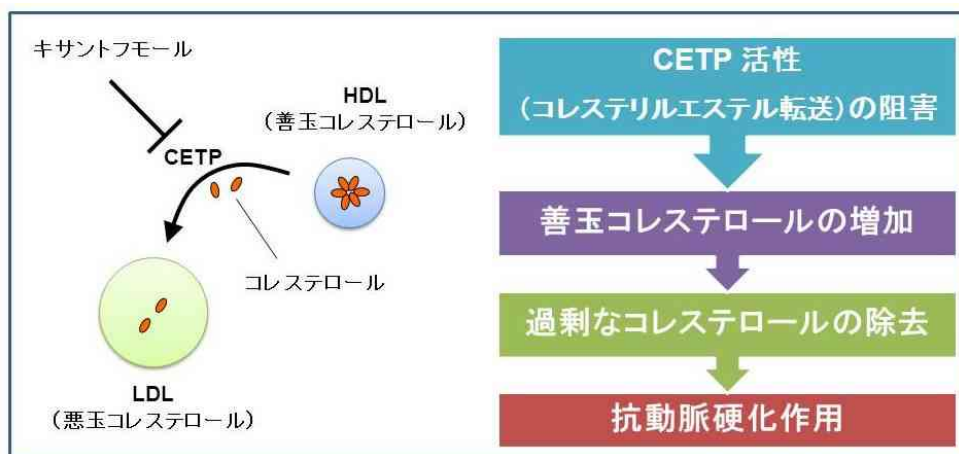 キサントフモール
HDL
（善玉コレステロール）
CETP
コレステロール
LDL
（悪玉コレステロール）
CETP 活性
（コレステリルエステル転送）の阻害
善玉コレステロールの増加
過剰なコレステロールの除去
抗動脈硬化作用